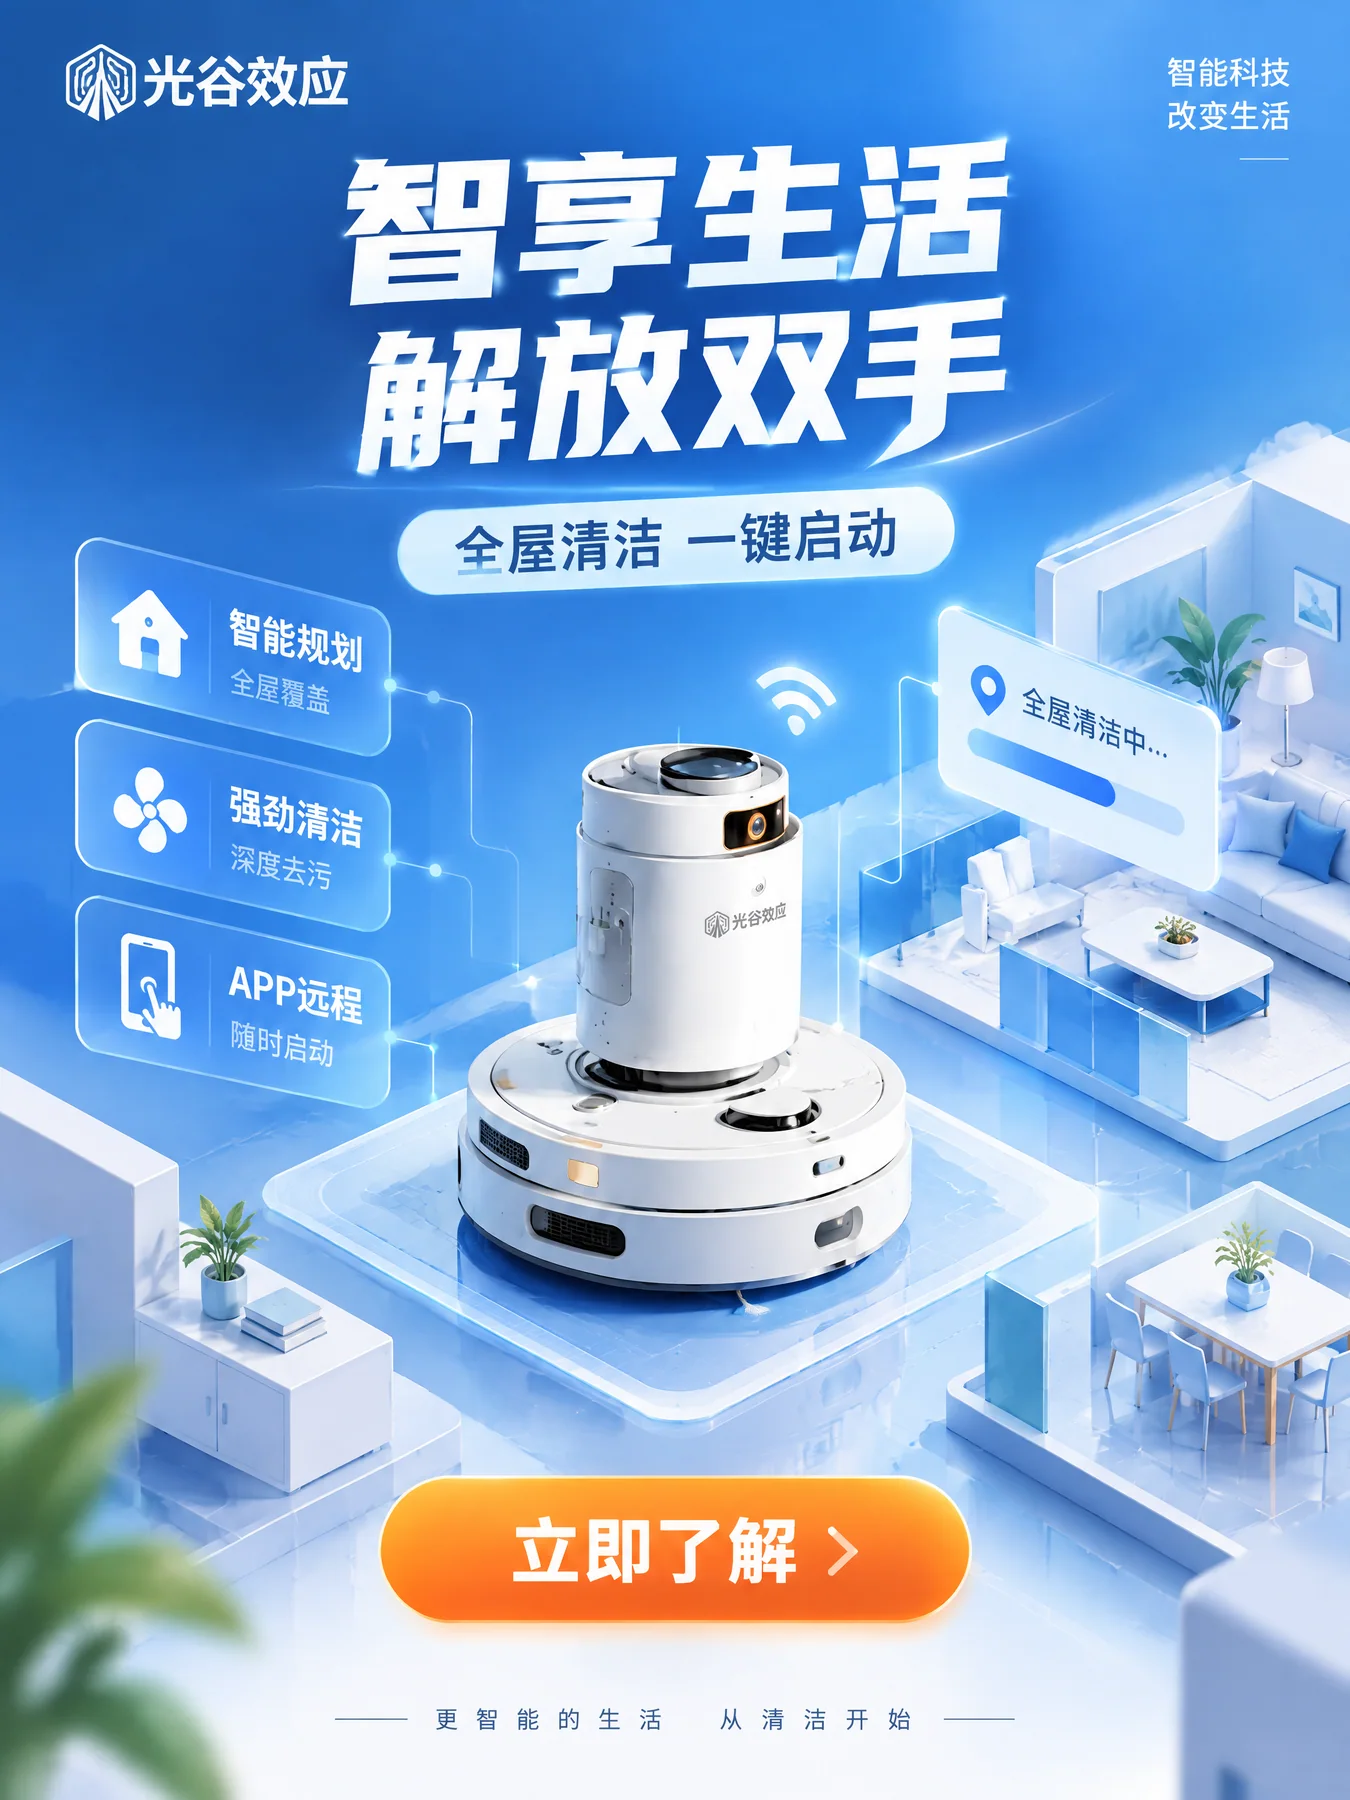 光谷效应
智能科技
改变生活
智享生活
解放双手
全屋清洁 一键启动
智能规划
全屋覆盖
强劲清洁
深度去污
APP远程
随时启动
全屋清洁中...
光谷效应
立即了解
更智能的生活 从清洁开始